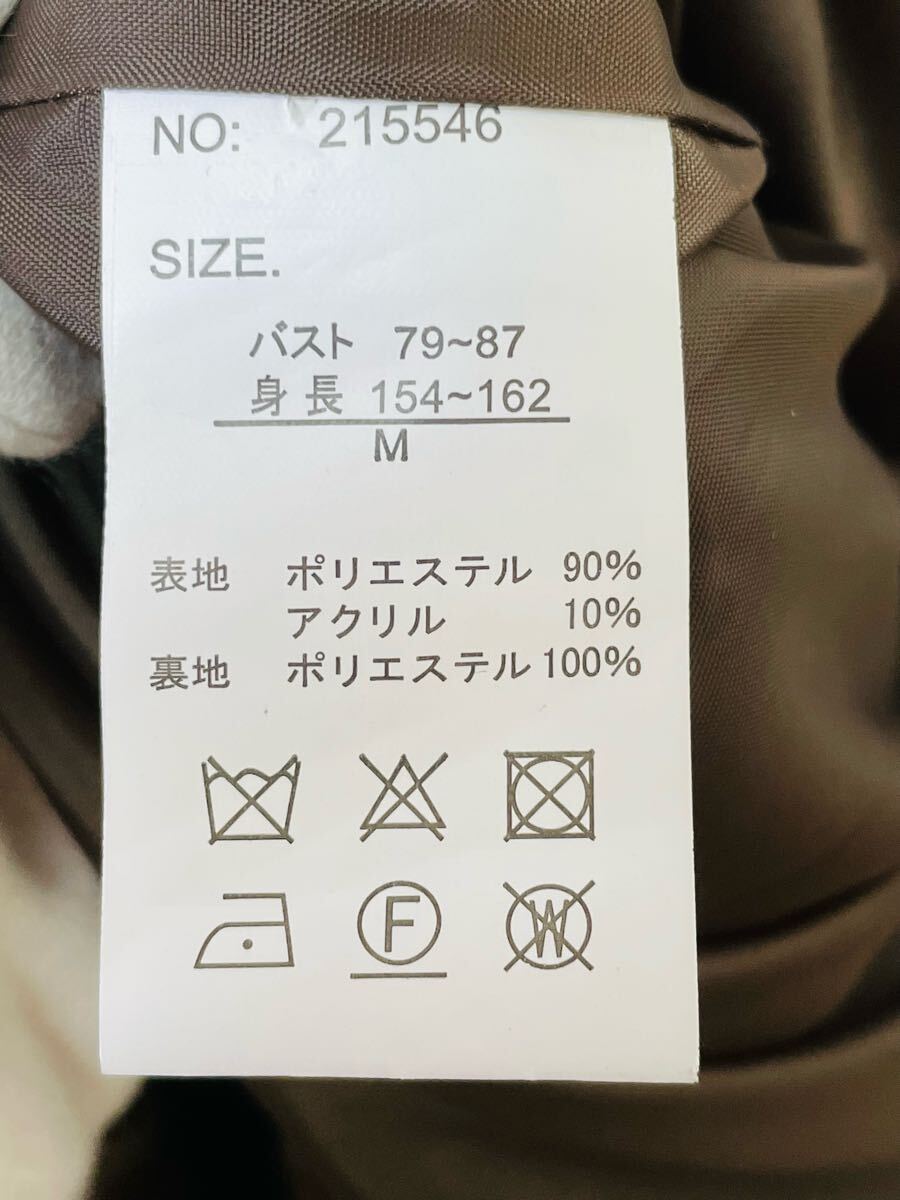 NO: 215546
SIZE.
バスト 79~87
身長 154~162
M
表地 ポリエステル 90%
アクリル 10%
裏地 ポリエステル 100%
F W